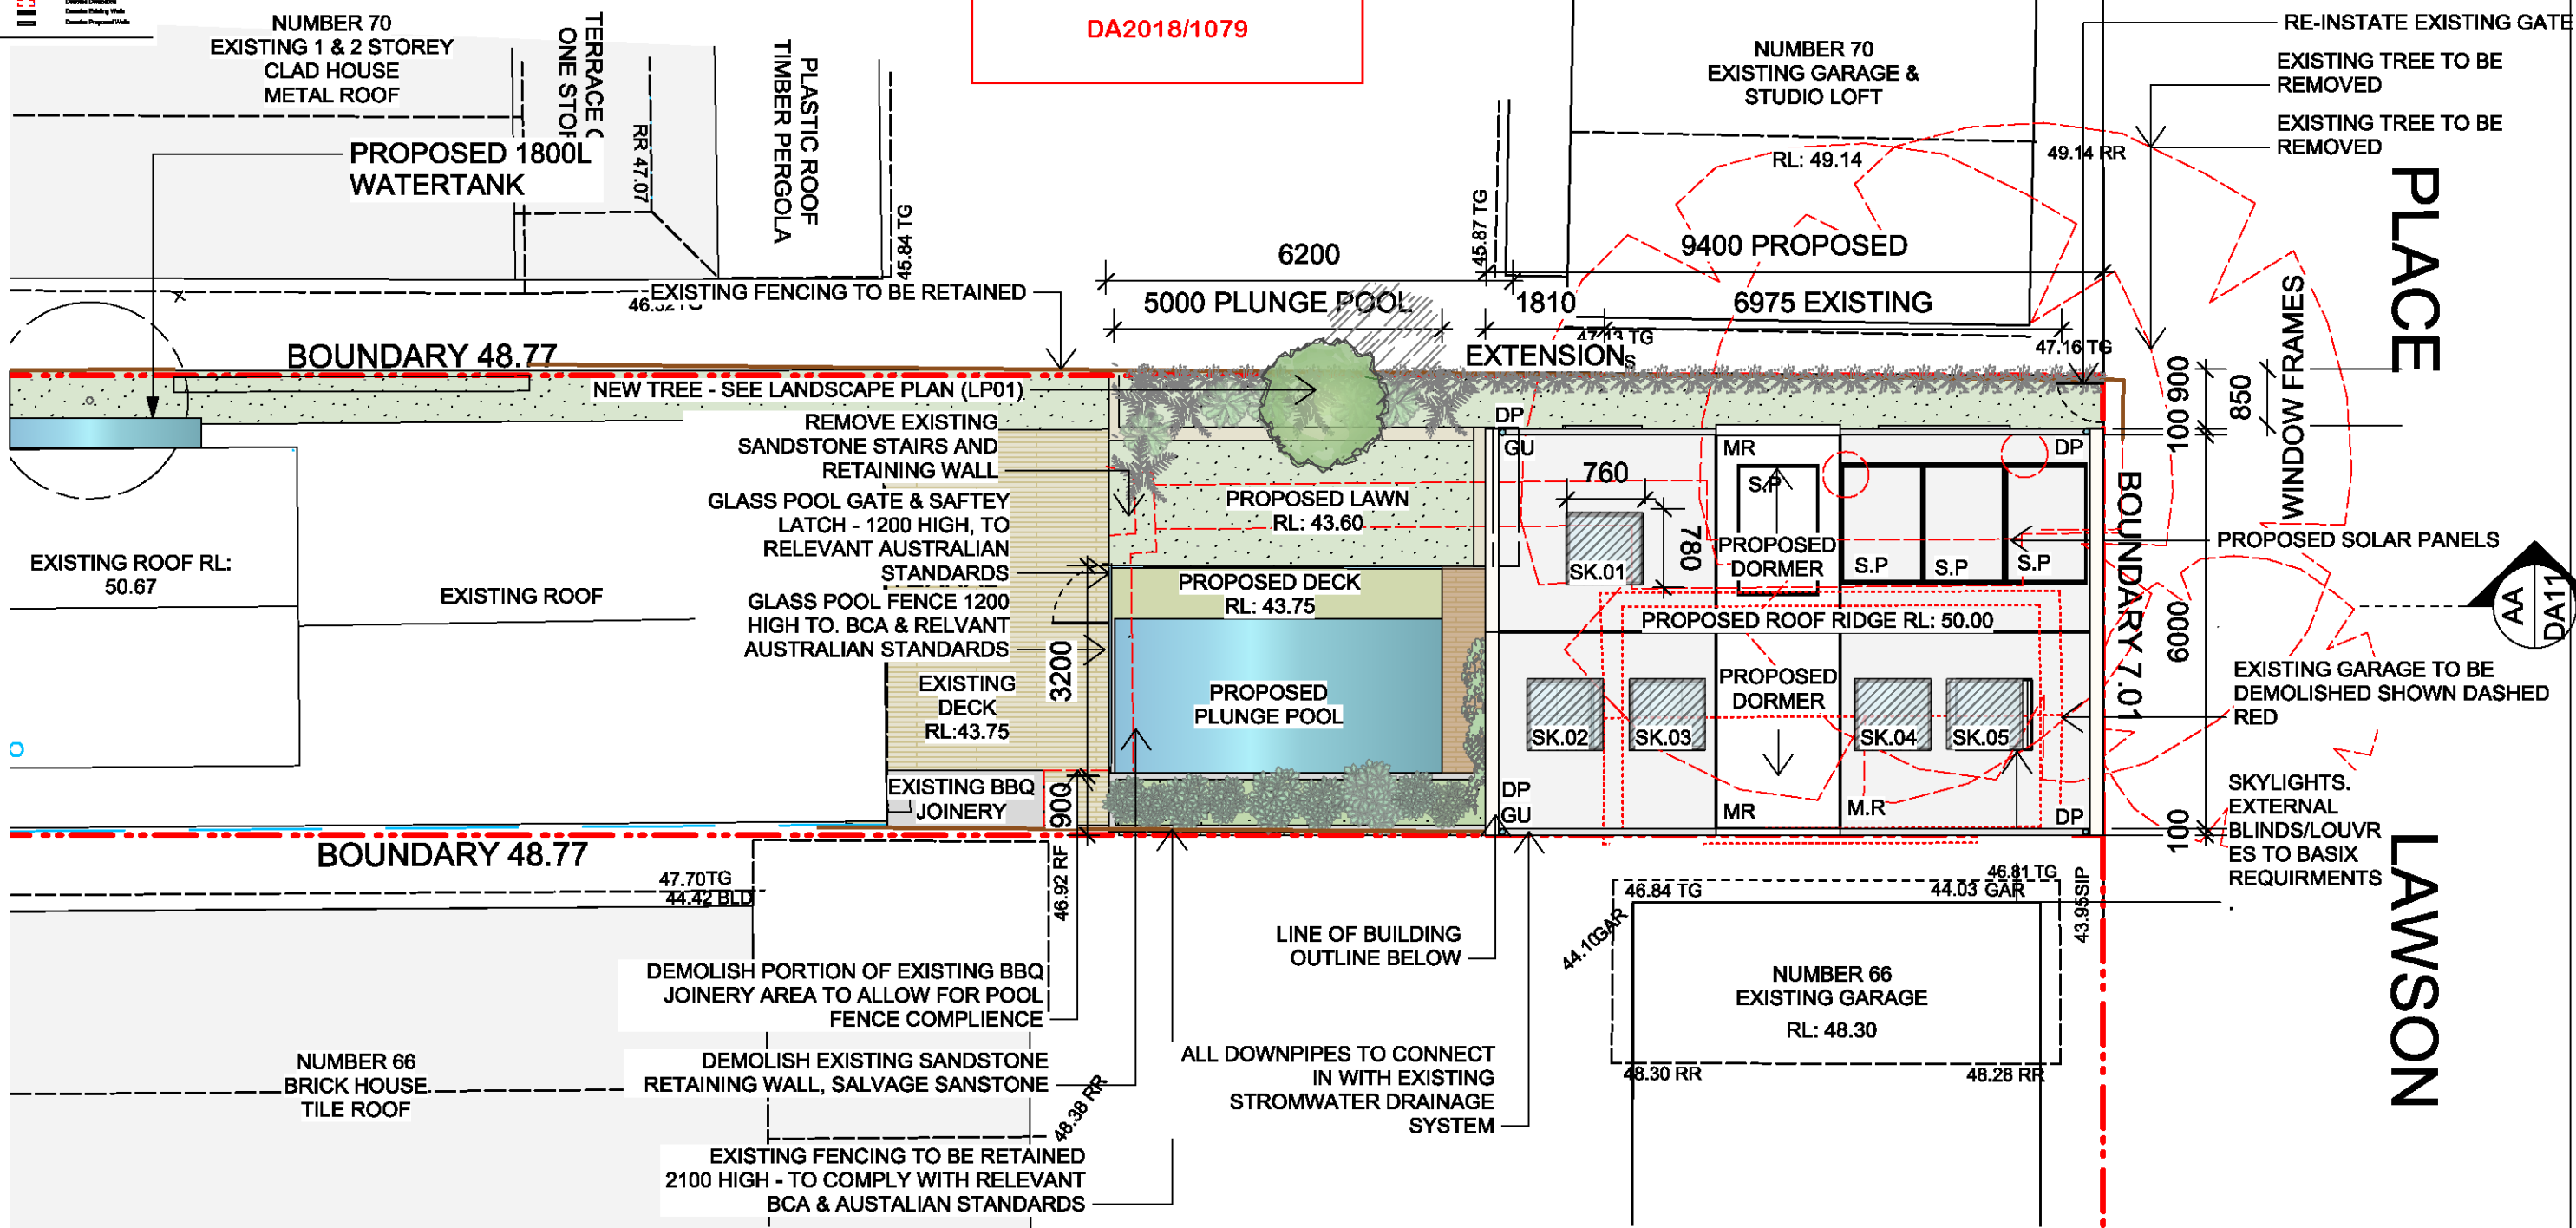 Denotes Existing Walls
Denotes Proposed Walls
NUMBER 70
EXISTING 1 & 2 STOREY
CLAD HOUSE
METAL ROOF
PROPOSED 1800L
WATERTANK
TERRACE
ONE
RR 47.07
PLASTIC ROOF
TIMBER PERGOLA
45.84 TG
EXISTING FENCING TO BE RETAINED
DA2018/1079
NUMBER 70
EXISTING GARAGE &
STUDIO LOFT
RL: 49.14
49.14 RR
45.87 TG
RE-INSTATE EXISTING GATE
EXISTING TREE TO BE
REMOVED
EXISTING TREE TO BE
REMOVED
PLACE
LAWSON
6200
9400 PROPOSED
5000 PLUNGE POOL
1810
6975 EXISTING
EXTENSION
47.16 TG
BOUNDARY 48.77
NEW TREE - SEE LANDSCAPE PLAN (LP01)
REMOVE EXISTING
SANDSTONE STAIRS AND
RETAINING WALL
GLASS POOL GATE & SAFTEY
LATCH - 1200 HIGH, TO
RELEVANT AUSTRALIAN
STANDARDS
GLASS POOL FENCE 1200
HIGH TO. BCA & RELVANT
AUSTRALIAN STANDARDS
EXISTING ROOF RL:
50.67
EXISTING ROOF
EXISTING
DECK
RL:43.75
EXISTING BBQ
JOINERY
3200
900
PROPOSED LAWN
RL: 43.60
PROPOSED DECK
RL: 43.75
PROPOSED
PLUNGE POOL
DP
GU
760
780
SK.01
MR
S.P
PROPOSED
DORMER
S.P
S.P
S.P
DP
PROPOSED ROOF RIDGE RL: 50.00
PROPOSED
DORMER
SK.02
SK.03
SK.04
SK.05
DP
GU
MR
M.R
DP
BOUNDARY 7.01
900
100
850
WINDOW FRAMES
6000
100
PROPOSED SOLAR PANELS
AA
DA11
EXISTING GARAGE TO BE
DEMOLISHED SHOWN DASHED
RED
SKYLIGHTS.
EXTERNAL
BLINDS/LOUVR
ES TO BASIX
REQUIRMENTS
.
BOUNDARY 48.77
47.70TG
44.42 BLD
46.92 RF
DEMOLISH PORTION OF EXISTING BBQ
JOINERY AREA TO ALLOW FOR POOL
FENCE COMPLIENCE
NUMBER 66
BRICK HOUSE
TILE ROOF
DEMOLISH EXISTING SANDSTONE
RETAINING WALL, SALVAGE SANSTONE
48.38 RR
EXISTING FENCING TO BE RETAINED
2100 HIGH - TO COMPLY WITH RELEVANT
BCA & AUSTALIAN STANDARDS
LINE OF BUILDING
OUTLINE BELOW
ALL DOWNPIPES TO CONNECT
IN WITH EXISTING
STROMWATER DRAINAGE
SYSTEM
44.10GAR
46.84 TG
46.81 TG
44.03 GAR
43.95SIP
NUMBER 66
EXISTING GARAGE
RL: 48.30
48.30 RR
48.28 RR